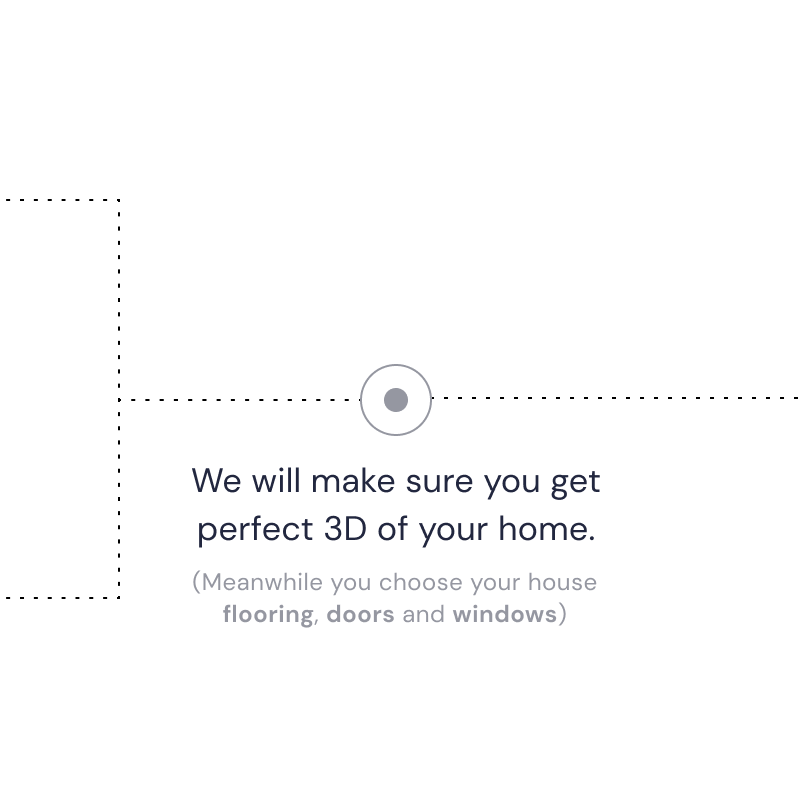 We will make sure you get
perfect 3D of your home.
(Meanwhile you choose your house
flooring, doors and windows)